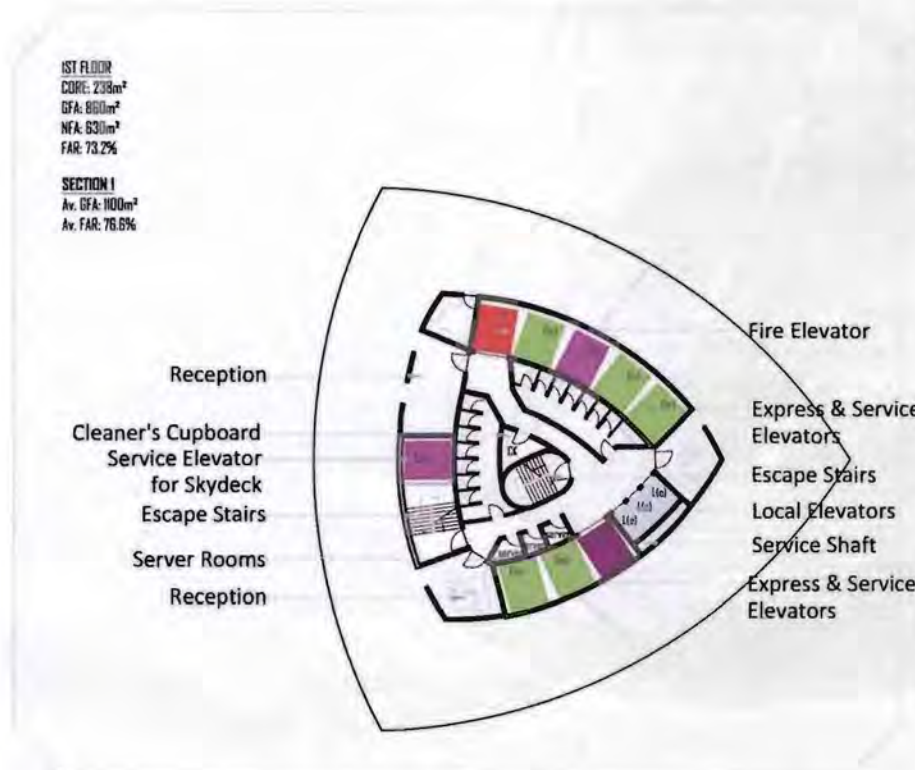 1ST FLOOR
CORE: 238m²
GFA: 860m²
NFA: 630m²
FAR: 73.2%
SECTION 1
Av. GFA: 1100m²
Av. FAR: 76.6%
Reception
Cleaner's Cupboard
Service Elevator
for Skydeck
Escape Stairs
Server Rooms
Reception
Fire Elevator
Express & Service
Elevators
Escape Stairs
Local Elevators
Service Shaft
Express & Service
Elevators